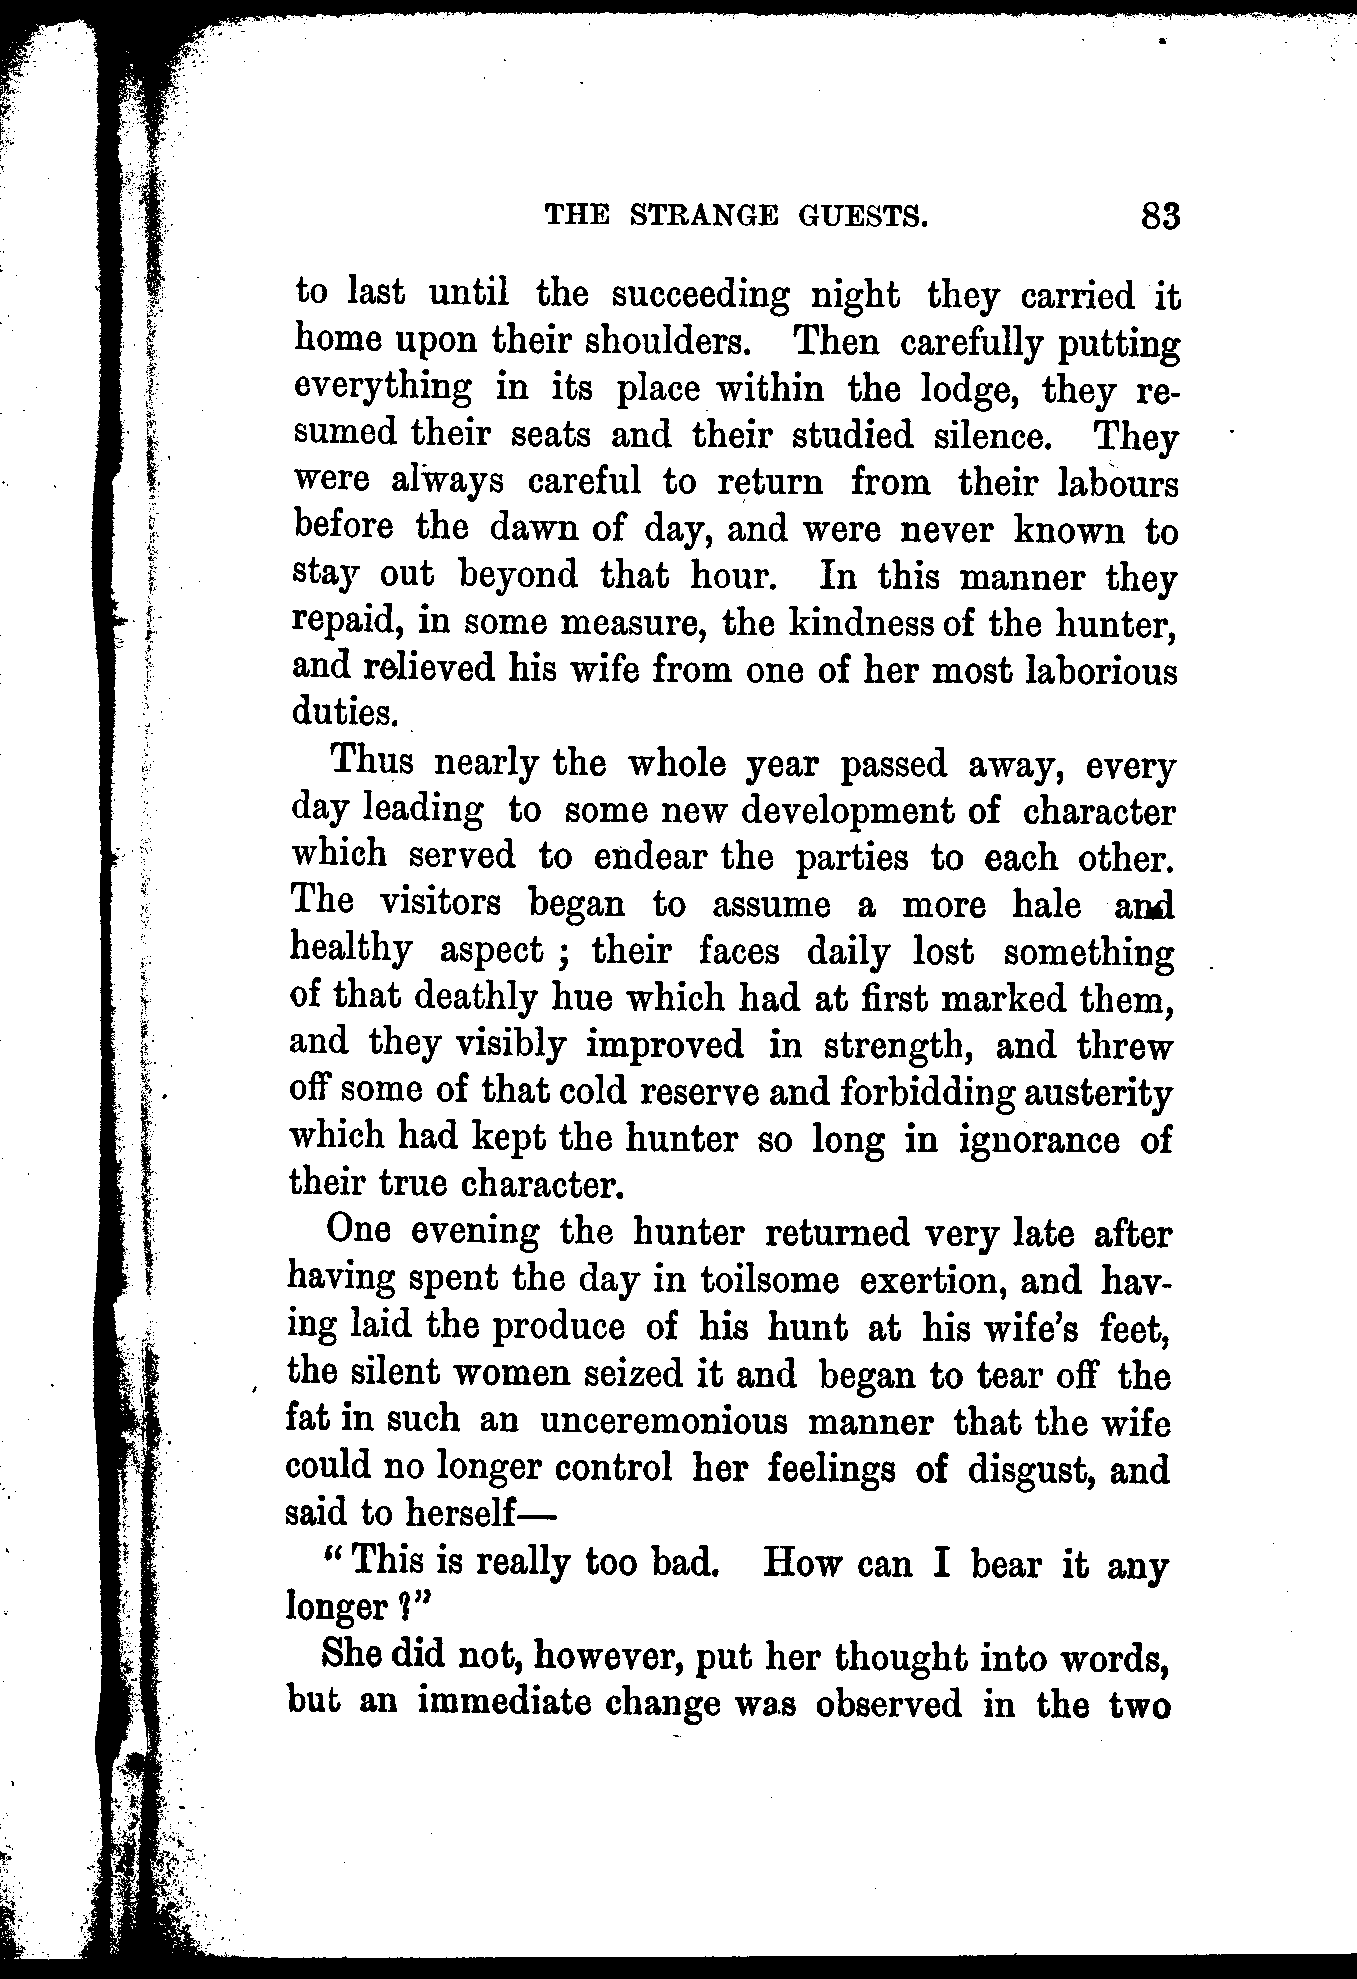 THE STRANGE GUESTS. 83
to last until the succeeding night they carried it
home upon their shoulders. Then carefully putting
everything in its place within the lodge, they re-
sumed their seats and their studied silence. They
were always careful to return from their labours
before the dawn of day, and were never known to
stay out beyond that hour. In this manner they
repaid, in some measure, the kindness of the hunter,
and relieved his wife from one of her most laborious
duties.
Thus nearly the whole year passed away, every
day leading to some new development of character
which served to endear the parties to each other.
The visitors began to assume a more hale and
healthy aspect ; their faces daily lost something
of that deathly hue which had at first marked them,
and they visibly improved in strength, and threw
off some of that cold reserve and forbidding austerity
which had kept the hunter so long in ignorance of
their true character.
One evening the hunter returned very late after
having spent the day in toilsome exertion, and hav-
ing laid the produce of his hunt at his wife's feet,
the silent women seized it and began to tear off the
fat in such an unceremonious manner that the wife
could no longer control her feelings of disgust, and
said to herself—
“ This is really too bad. How can I bear it any
longer ?”
She did not, however, put her thought into words,
but an immediate change was observed in the two